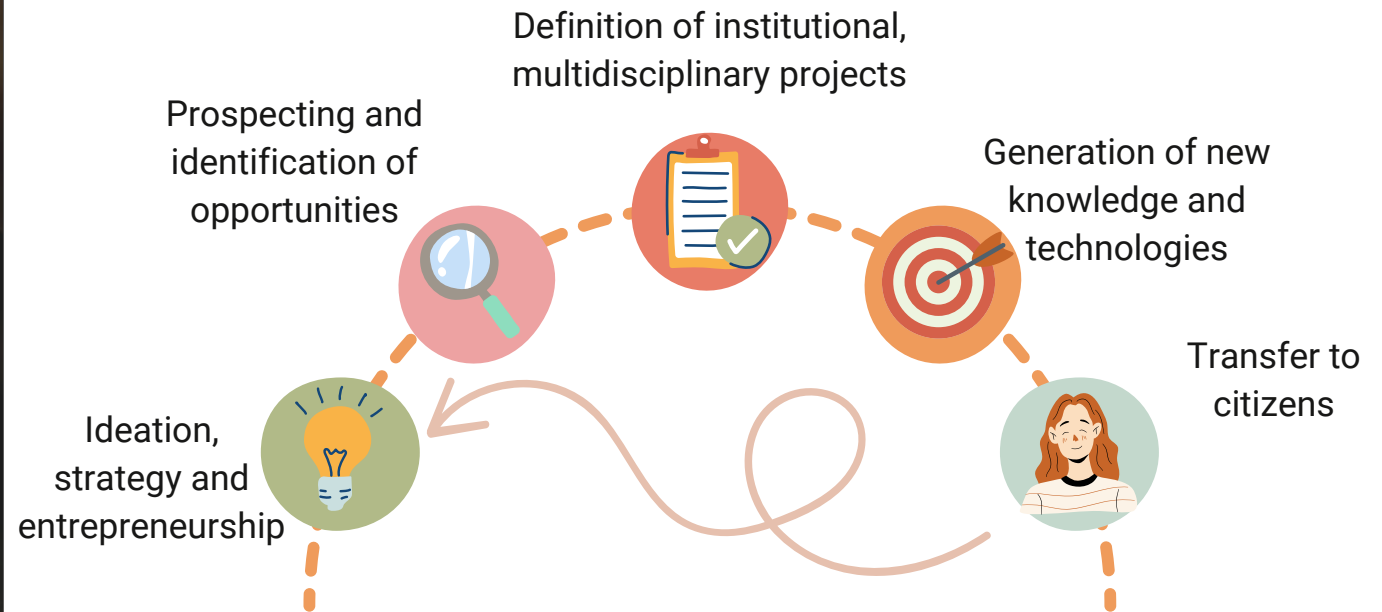 Definition of institutional,
multidisciplinary projects
Prospecting and
identification of
opportunities
Generation of new
knowledge and
technologies
Transfer to
citizens
Ideation,
strategy and
entrepreneurship